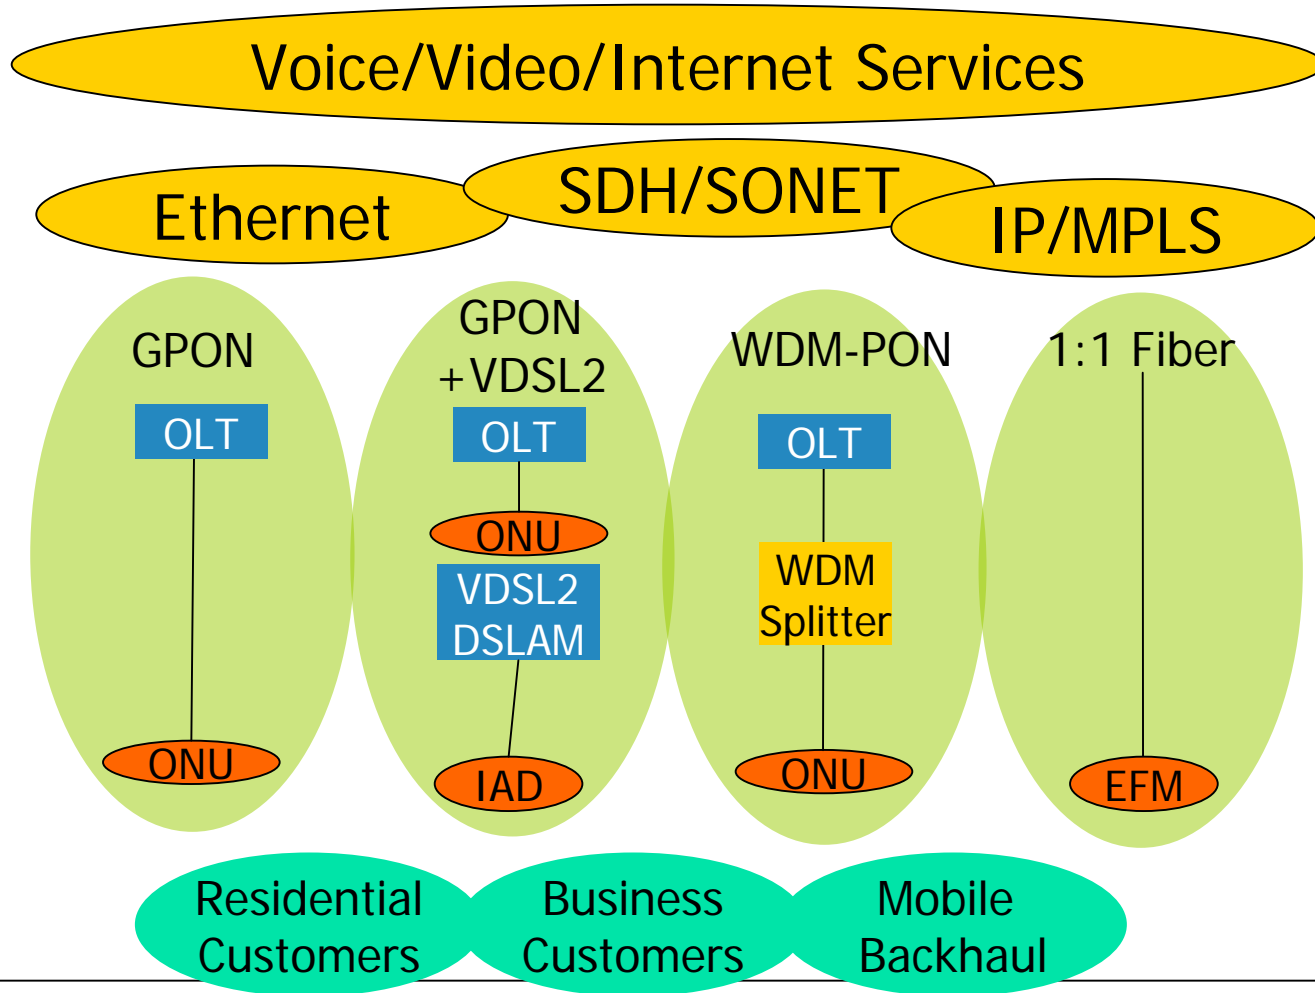 Voice/Video/Internet Services
Ethernet
SDH/SONET
IP/MPLS
GPON
OLT
ONU
GPON
+VDSL2
OLT
ONU
VDSL2
DSLAM
IAD
WDM-PON
OLT
WDM
Splitter
ONU
1:1 Fiber
EFM
Residential
Customers
Business
Customers
Mobile
Backhaul